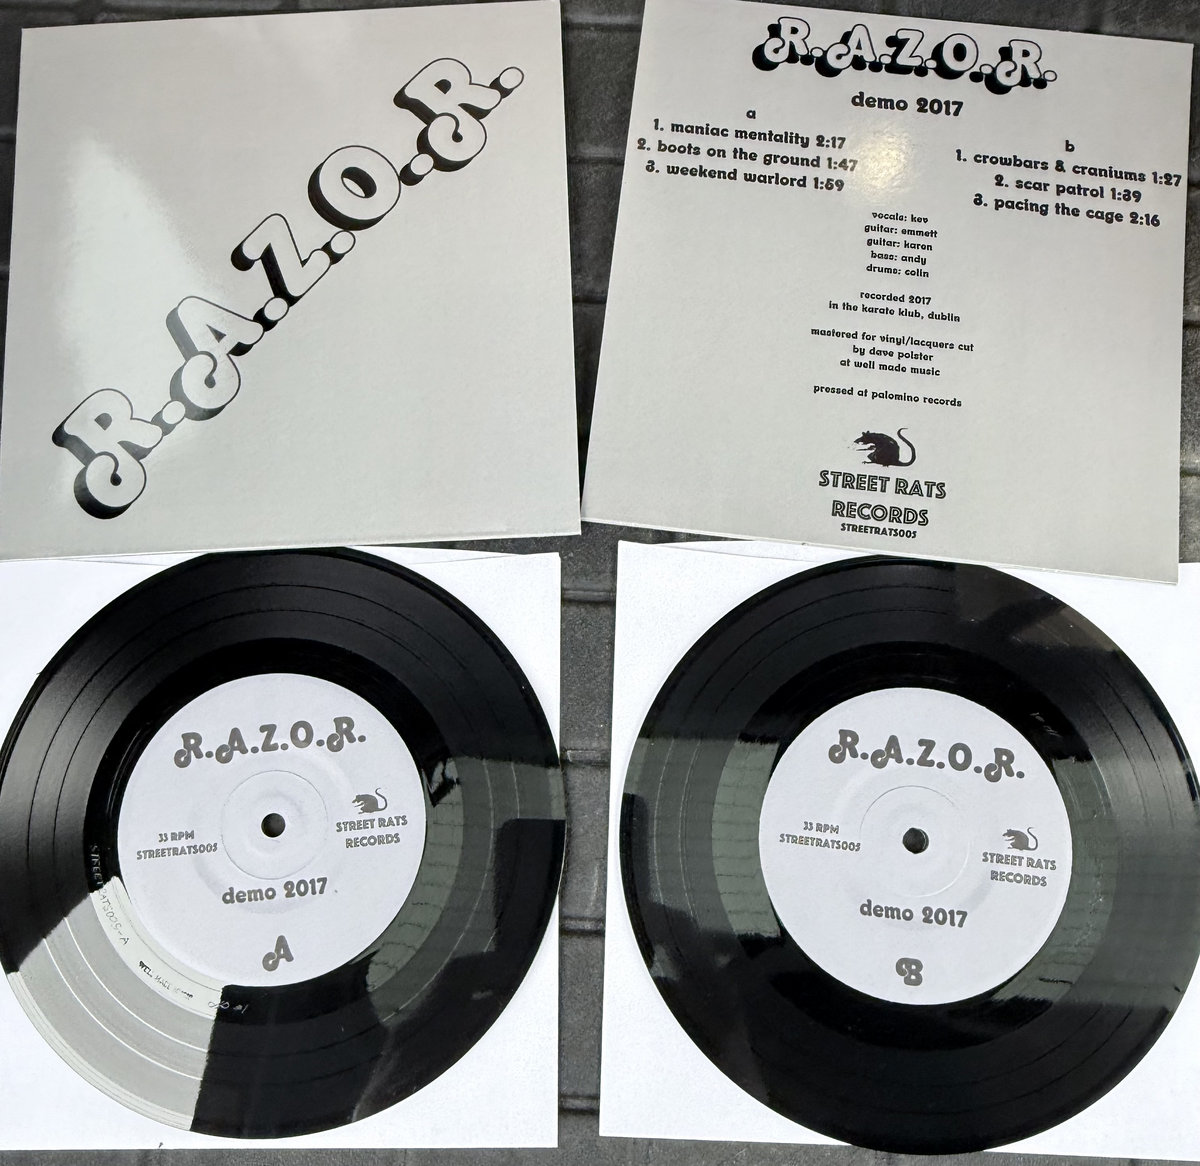 R.A.Z.O.R.
R.A.Z.O.R.
demo 2017
a
1. maniac mentality 2:17
2. boots on the ground 1:47
3. weekend warlord 1:59
b
1. crowbars & craniums 1:27
2. scar patrol 1:39
3. pacing the cage 2:16
vocals: kev
guitar: emmett
guitar: karen
bass: andy
drums: colin
recorded 2017
in the karate klub, dublin
mastered for vinyl/lacquers cut
by dave polster
at well made music
pressed at palomino records
STREET RATS
RECORDS
STREETRATS005
R.A.Z.O.R.
33 RPM
STREETRATS005
STREET RATS
RECORDS
demo 2017
A
R.A.Z.O.R.
33 RPM
STREETRATS005
STREET RATS
RECORDS
demo 2017
B